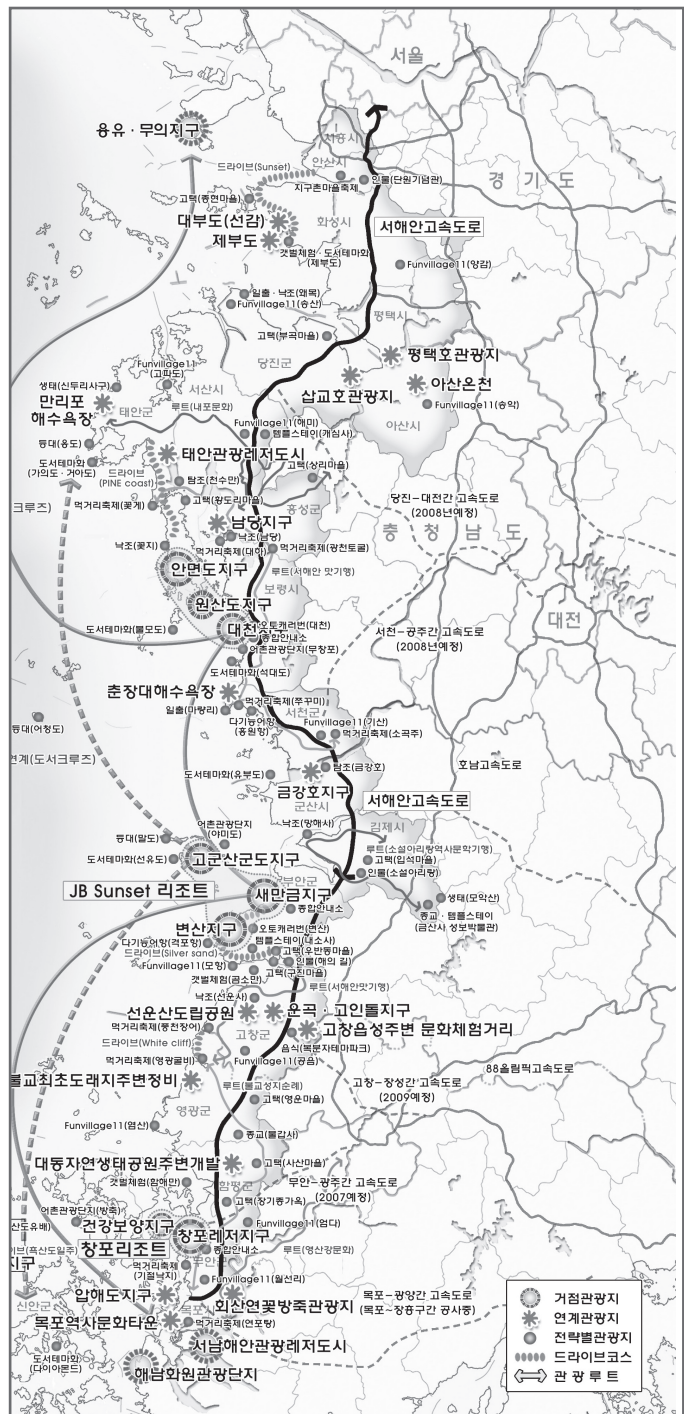 서울
용유·무의지구
시흥시
드라이브(Sunset)
안산시
인물(단원기념관)
지구촌마을축제
경기도
고택(종현마을)
대부도(선감)
화성시
서해안고속도로
제부도
갯벌체험·도서테마화
(제부도)
Funvillage11(양감)
일출·낙조(왜목)
Funvillage11(송산)
평택시
고택(부곡마을)
평택호관광지
당진군
Funvillage11
(고파도)
생태(신두리사구)
삽교호관광지
아산온천
만리포
해수욕장
서산시
루트(내포문화)
태안군
Funvillage11(송악)
아산시
Funvillage11(해미)
템플스테이(개심사)
등대(옹도)
태안관광레저도시
도서테마화
(가의도·거아도)
드라이브
(PINE coast)
고택(상리마을)
탐조(천수만)
크루즈)
먹거리축제(꽃게)
고택(왕도리마을)
당진-대전간 고속도로
(2008년예정)
홍성군
남당지구
충청남도
낙조(남당)
낙조(꽃지)
먹거리축제(대하)
먹거리축제(광천토굴)
안면도지구
루트(서해안 맛기행)
보령시
원산도지구
대전
도서테마화(불모도)
대천
오토캐러번(대천)
종합안내소
서천-공주간 고속도로
(2008년예정)
어촌관광단지(무창포)
도서테마화(석대도)
춘장대해수욕장
먹거리축제(쭈꾸미)
일출(마량리)
서천군
등대(어청도)
다기능어항
(홍원항)
Funvillage11(기산)
먹거리축제(소곡주)
연계(도서크루즈)
도서테마화(유부도)
탐조(금강호)
호남고속도로
금강호지구
군산시
서해안고속도로
어촌관광단지
(야미도)
낙조(망해사)
김제시
등대(말도)
루트(소설아리랑역사문학기행)
도서테마화(선유도)
고군산군도지구
고택(입석마을)
인물(소설아리랑)
JB Sunset 리조트
부안군
새만금지구
생태(모악산)
종합안내소
종교·템플스테이
(금산사 성보박물관)
변산지구
오토캐러번(변산)
다기능어항(격포항)
템플스테이(내소사)
드라이브(Silver sand)
고택(우반동마을)
Funvillage11(모항)
인물(해의 길)
갯벌체험(곰소만)
고택(구진마을)
루트(서해안맛기행)
낙조(선운사)
선운산도립공원
운곡·고인돌지구
먹거리축제(풍천장어)
고창군
고창읍성주변 문화체험거리
드라이브(White cliff)
음식(복분자테마파크)
먹거리축제(영광굴비)
Funvillage11(공음)
88올림픽고속도로
불교최초도래지주변정비
루트(불교성지순례)
고창-장성간 고속도로
(2009예정)
고택(영운마을)
영광군
Funvillage11(염산)
종교(불갑사)
대동자연생태공원주변개발
고택(사산마을)
갯벌체험(함해만)
함평군
무안-광주간 고속도로
(2007예정)
고택(장기종가옥)
어촌관광단지(방축)
건강보양지구
Funvillage11(엄다)
창포레저지구
창포리조트
종합안내소
루트(영산강문화)
이브(흑산도일주)
지구
먹거리축제
(기절낙지)
무안군
Funvillage11(월선리)
압해도지구
회산연꽃방죽관광지
목포-광양간 고속도로
(목포-장흥구간 공사중)
신안군
목포역사문화타운
목포
먹거리축제(연포탕)
도서테마화
(다이아몬드)
서남해안관광레저도시
해남화원관광단지
거점관광지
연계관광지
전략별관광지
드라이브코스
관광루트